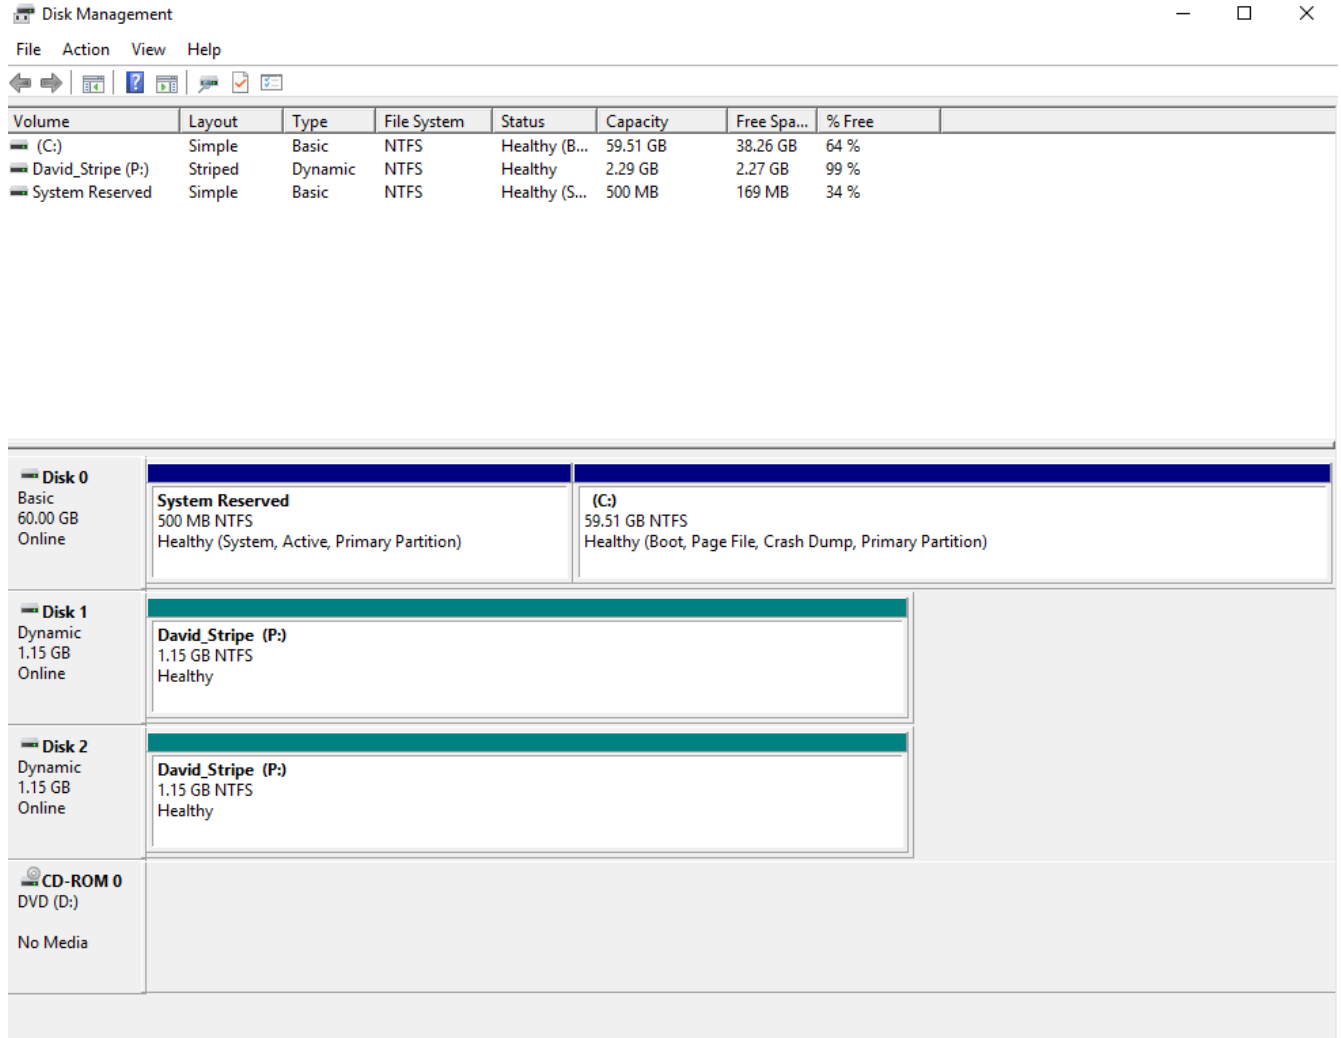 Disk Management
File Action View Help
Volume Layout Type File System Status Capacity Free Spa... % Free
(C:) Simple Basic NTFS Healthy (B... 59.51 GB 38.26 GB 64 %
David_Stripe (P:) Striped Dynamic NTFS Healthy 2.29 GB 2.27 GB 99 %
System Reserved Simple Basic NTFS Healthy (S... 500 MB 169 MB 34 %
Disk 0
Basic
60.00 GB
Online
System Reserved
500 MB NTFS
Healthy (System, Active, Primary Partition)
(C:)
59.51 GB NTFS
Healthy (Boot, Page File, Crash Dump, Primary Partition)
Disk 1
Dynamic
1.15 GB
Online
David_Stripe (P:)
1.15 GB NTFS
Healthy
Disk 2
Dynamic
1.15 GB
Online
David_Stripe (P:)
1.15 GB NTFS
Healthy
CD-ROM 0
DVD (D:)
No Media